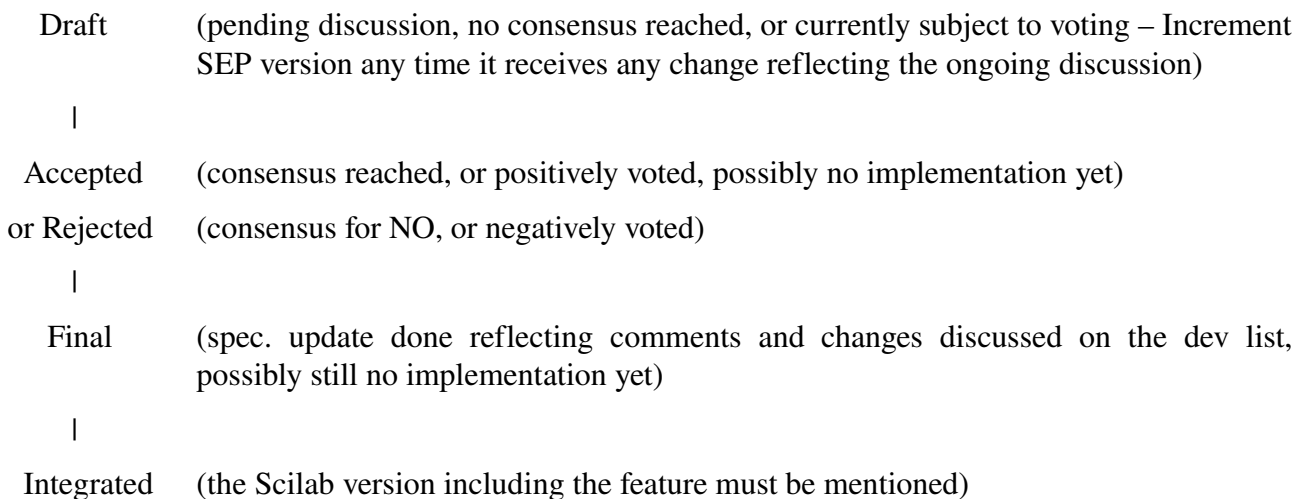 Draft (pending discussion, no consensus reached, or currently subject to voting – Increment
SEP version any time it receives any change reflecting the ongoing discussion)
|
Accepted (consensus reached, or positively voted, possibly no implementation yet)
or Rejected (consensus for NO, or negatively voted)
|
Final (spec. update done reflecting comments and changes discussed on the dev list,
possibly still no implementation yet)
|
Integrated (the Scilab version including the feature must be mentioned)